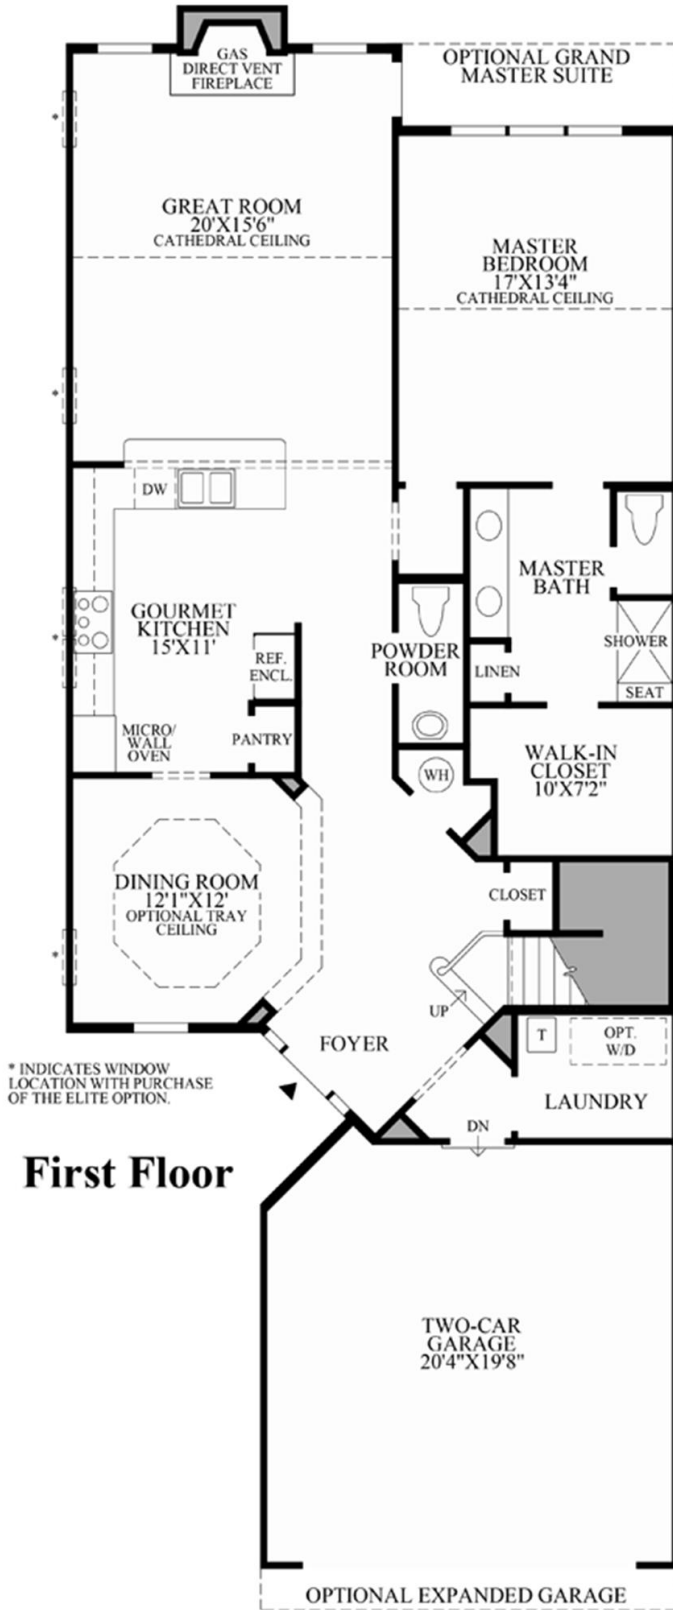 GAS
DIRECT VENT
FIREPLACE
OPTIONAL GRAND
MASTER SUITE
*
GREAT ROOM
20'X15'6"
CATHEDRAL CEILING
MASTER
BEDROOM
17'X13'4"
CATHEDRAL CEILING
*
DW
MASTER
BATH
GOURMET
KITCHEN
15'X11'
*
REF.
ENCL.
POWDER
ROOM
LINEN
SHOWER
SEAT
MICRO/
WALL
OVEN
PANTRY
WH
WALK-IN
CLOSET
10'X7'2"
DINING ROOM
12'1"X12'
OPTIONAL TRAY
CEILING
CLOSET
*
UP
FOYER
T
OPT.
W/D
* INDICATES WINDOW
LOCATION WITH PURCHASE
OF THE ELITE OPTION.
LAUNDRY
DN
First Floor
TWO-CAR
GARAGE
20'4"X19'8"
OPTIONAL EXPANDED GARAGE